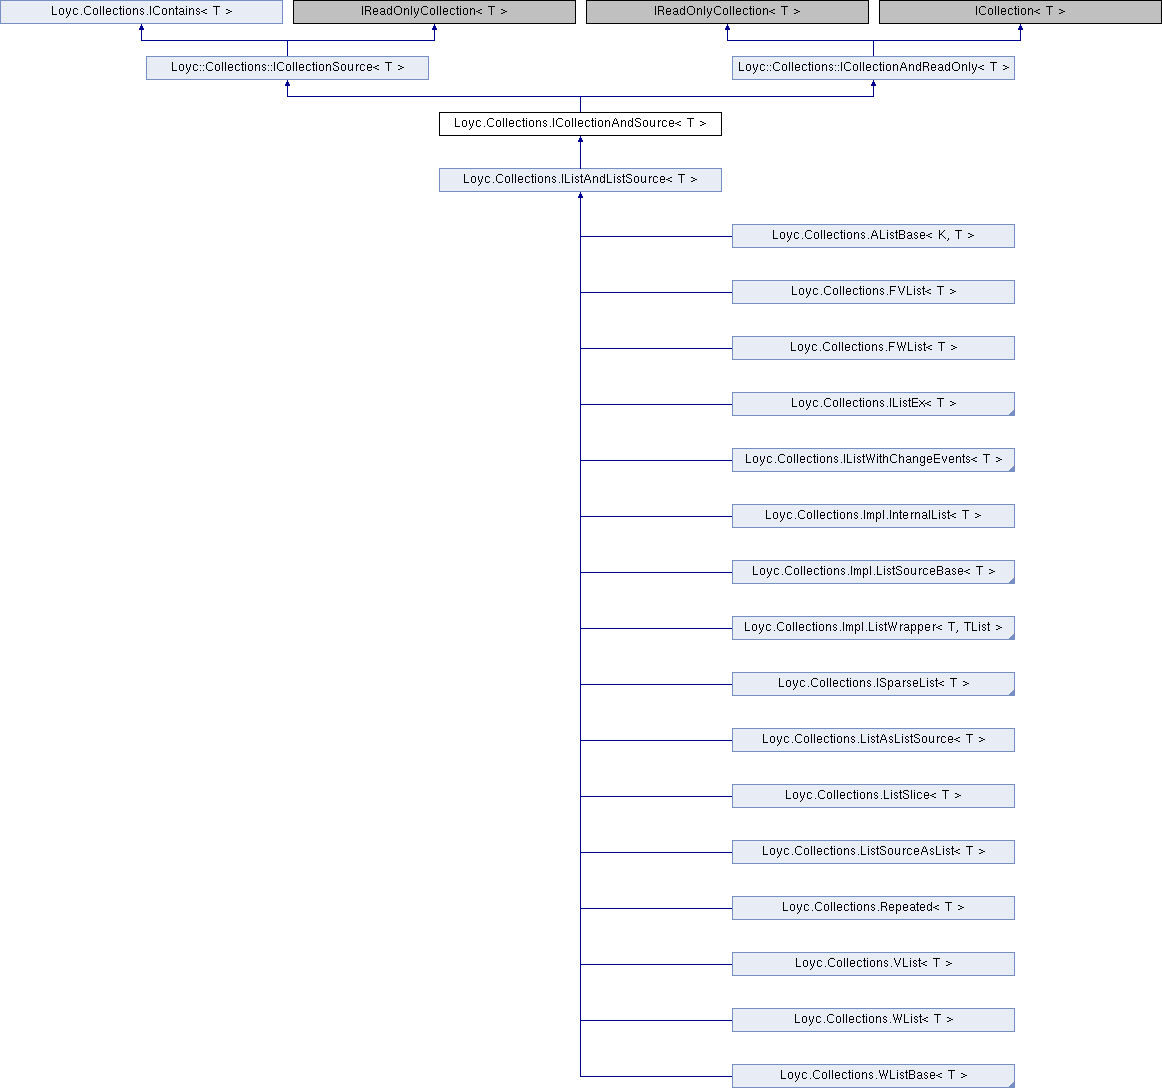 Loyc.Collections.IContains< T >
IReadOnlyCollection< T >
IReadOnlyCollection< T >
ICollection< T >
Loyc::Collections::ICollectionSource< T >
Loyc::Collections::ICollectionAndReadOnly< T >
Loyc.Collections.ICollectionAndSource< T >
Loyc.Collections.IListAndListSource< T >
Loyc.Collections.AListBase< K, T >
Loyc.Collections.FVList< T >
Loyc.Collections.FWList< T >
Loyc.Collections.IListEx< T >
Loyc.Collections.IListWithChangeEvents< T >
Loyc.Collections.Impl.InternalList< T >
Loyc.Collections.Impl.ListSourceBase< T >
Loyc.Collections.Impl.ListWrapper< T, TList >
Loyc.Collections.ISparseList< T >
Loyc.Collections.ListAsListSource< T >
Loyc.Collections.ListSlice< T >
Loyc.Collections.ListSourceAsList< T >
Loyc.Collections.Repeated< T >
Loyc.Collections.VList< T >
Loyc.Collections.WList< T >
Loyc.Collections.WListBase< T >